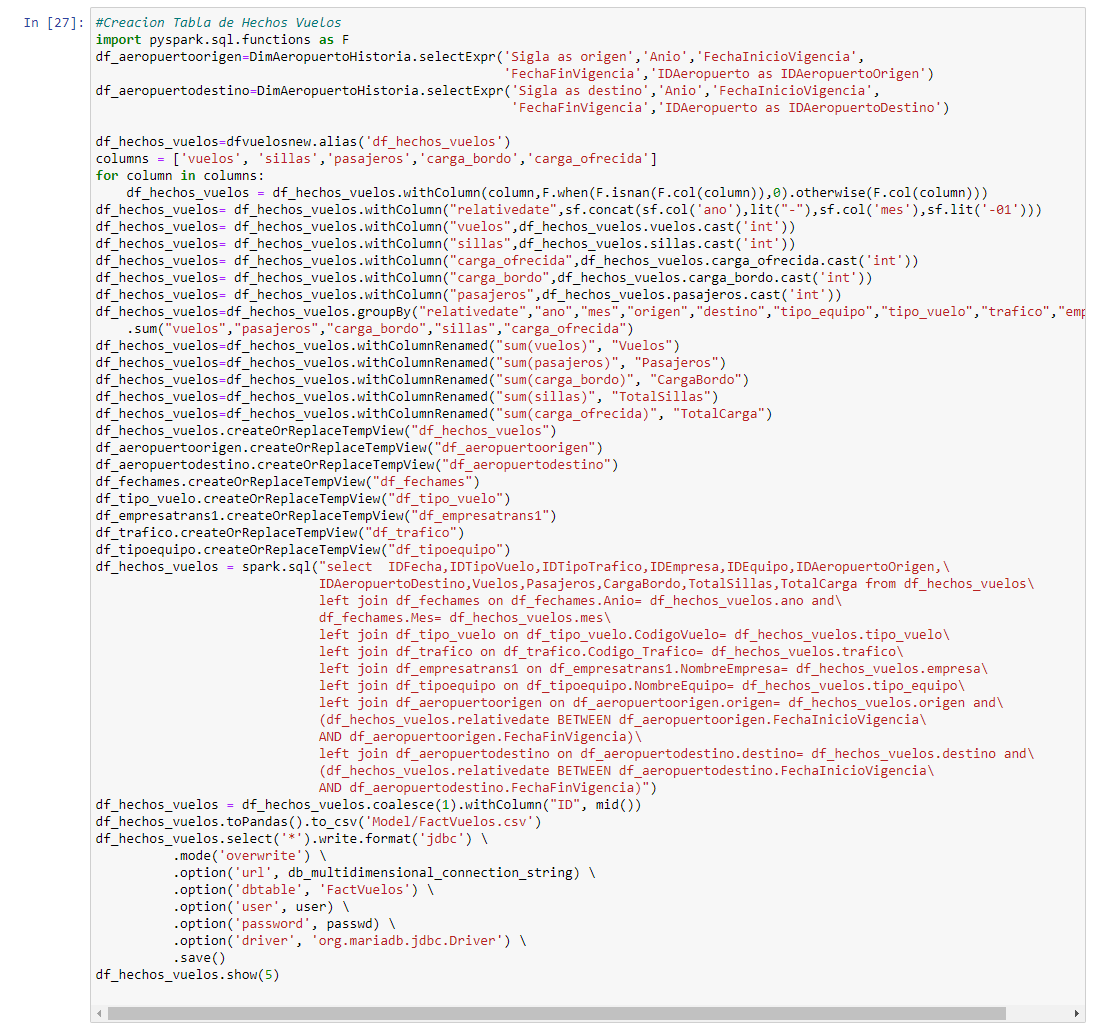 In [27]:
#Creacion Tabla de Hechos Vuelos
import pyspark.sql.functions as F
df_aeropuertoorigen=DimAeropuertoHistoria.selectExpr('Sigla as origen','Anio','FechaInicioVigencia',
                                                     'FechaFinVigencia','IDAeropuerto as IDAeropuertoOrigen')
df_aeropuertodestino=DimAeropuertoHistoria.selectExpr('Sigla as destino','Anio','FechaInicioVigencia',
                                                      'FechaFinVigencia','IDAeropuerto as IDAeropuertoDestino')

df_hechos_vuelos=dfvuelosnew.alias('df_hechos_vuelos')
columns = ['vuelos', 'sillas','pasajeros','carga_bordo','carga_ofrecida']
for column in columns:
    df_hechos_vuelos = df_hechos_vuelos.withColumn(column,F.when(F.isnan(F.col(column)),0).otherwise(F.col(column)))
df_hechos_vuelos= df_hechos_vuelos.withColumn("relativedate",sf.concat(sf.col('ano'),lit("-"),sf.col('mes'),sf.lit('-01')))
df_hechos_vuelos= df_hechos_vuelos.withColumn("vuelos",df_hechos_vuelos.vuelos.cast('int'))
df_hechos_vuelos= df_hechos_vuelos.withColumn("sillas",df_hechos_vuelos.sillas.cast('int'))
df_hechos_vuelos= df_hechos_vuelos.withColumn("carga_ofrecida",df_hechos_vuelos.carga_ofrecida.cast('int'))
df_hechos_vuelos= df_hechos_vuelos.withColumn("carga_bordo",df_hechos_vuelos.carga_bordo.cast('int'))
df_hechos_vuelos= df_hechos_vuelos.withColumn("pasajeros",df_hechos_vuelos.pasajeros.cast('int'))
df_hechos_vuelos=df_hechos_vuelos.groupBy("relativedate","ano","mes","origen","destino","tipo_equipo","tipo_vuelo","trafico","emp
    .sum("vuelos","pasajeros","carga_bordo","sillas","carga_ofrecida")
df_hechos_vuelos=df_hechos_vuelos.withColumnRenamed("sum(vuelos)", "Vuelos")
df_hechos_vuelos=df_hechos_vuelos.withColumnRenamed("sum(pasajeros)", "Pasajeros")
df_hechos_vuelos=df_hechos_vuelos.withColumnRenamed("sum(carga_bordo)", "CargaBordo")
df_hechos_vuelos=df_hechos_vuelos.withColumnRenamed("sum(sillas)", "TotalSillas")
df_hechos_vuelos=df_hechos_vuelos.withColumnRenamed("sum(carga_ofrecida)", "TotalCarga")
df_hechos_vuelos.createOrReplaceTempView("df_hechos_vuelos")
df_aeropuertoorigen.createOrReplaceTempView("df_aeropuertoorigen")
df_aeropuertodestino.createOrReplaceTempView("df_aeropuertodestino")
df_fechames.createOrReplaceTempView("df_fechames")
df_tipo_vuelo.createOrReplaceTempView("df_tipo_vuelo")
df_empresatrans1.createOrReplaceTempView("df_empresatrans1")
df_trafico.createOrReplaceTempView("df_trafico")
df_tipoequipo.createOrReplaceTempView("df_tipoequipo")
df_hechos_vuelos = spark.sql("select  IDFecha,IDTipoVuelo,IDTipoTrafico,IDEmpresa,IDEquipo,IDAeropuertoOrigen,\
                             IDAeropuertoDestino,Vuelos,Pasajeros,CargaBordo,TotalSillas,TotalCarga from df_hechos_vuelos\
                             left join df_fechames on df_fechames.Anio= df_hechos_vuelos.ano and\
                             df_fechames.Mes= df_hechos_vuelos.mes\
                             left join df_tipo_vuelo on df_tipo_vuelo.CodigoVuelo= df_hechos_vuelos.tipo_vuelo\
                             left join df_trafico on df_trafico.Codigo_Trafico= df_hechos_vuelos.trafico\
                             left join df_empresatrans1 on df_empresatrans1.NombreEmpresa= df_hechos_vuelos.empresa\
                             left join df_tipoequipo on df_tipoequipo.NombreEquipo= df_hechos_vuelos.tipo_equipo\
                             left join df_aeropuertoorigen on df_aeropuertoorigen.origen= df_hechos_vuelos.origen and\
                             (df_hechos_vuelos.relativedate BETWEEN df_aeropuertoorigen.FechaInicioVigencia\
                             AND df_aeropuertoorigen.FechaFinVigencia)\
                             left join df_aeropuertodestino on df_aeropuertodestino.destino= df_hechos_vuelos.destino and\
                             (df_hechos_vuelos.relativedate BETWEEN df_aeropuertodestino.FechaInicioVigencia\
                             AND df_aeropuertodestino.FechaFinVigencia)")
df_hechos_vuelos = df_hechos_vuelos.coalesce(1).withColumn("ID", mid())
df_hechos_vuelos.toPandas().to_csv('Model/FactVuelos.csv')
df_hechos_vuelos.select('*').write.format('jdbc') \
          .mode('overwrite') \
          .option('url', db_multidimensional_connection_string) \
          .option('dbtable', 'FactVuelos') \
          .option('user', user) \
          .option('password', passwd) \
          .option('driver', 'org.mariadb.jdbc.Driver') \
          .save()
df_hechos_vuelos.show(5)